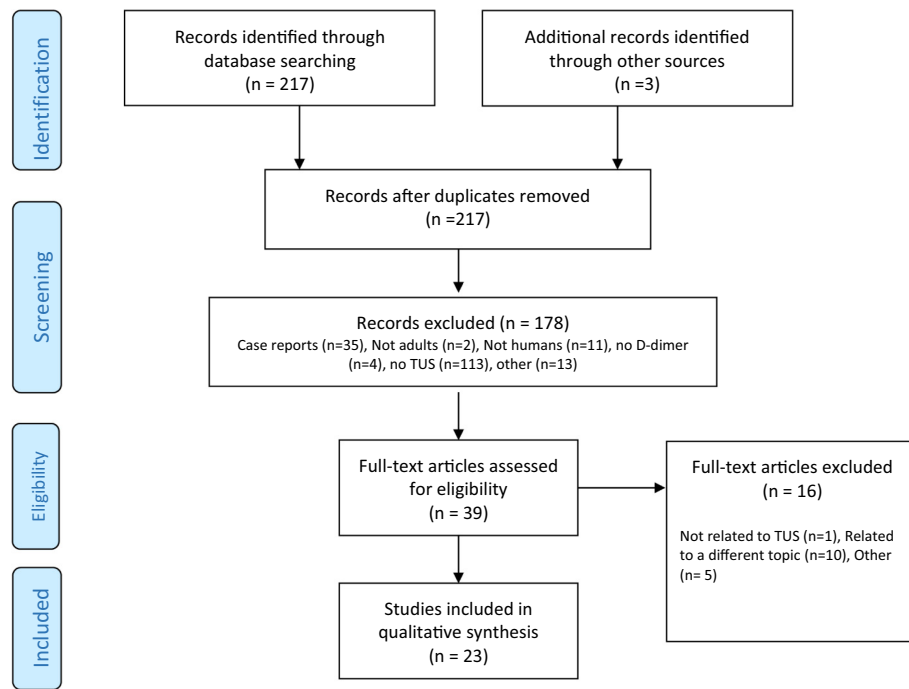 Identification
Records identified through
database searching
(n = 217)
Additional records identified
through other sources
(n =3)
Screening
Records after duplicates removed
(n =217)
Records excluded (n = 178)
Case reports (n=35), Not adults (n=2), Not humans (n=11), no D-dimer
(n=4), no TUS (n=113), other (n=13)
Eligibility
Full-text articles assessed
for eligibility
(n = 39)
Full-text articles excluded
(n = 16)
Not related to TUS (n=1), Related
to a different topic (n=10), Other
(n= 5)
Included
Studies included in
qualitative synthesis
(n = 23)